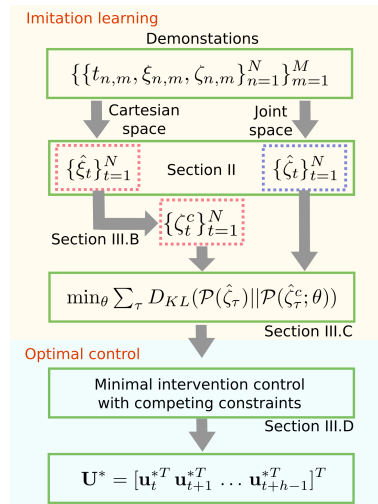 Imitation learning
Demonstations
{{t_{n,m}, ξ_{n,m}, ζ_{n,m}}_{n=1}^{N}}_{m=1}^{M}
Cartesian space
Joint space
{ξ̂_t}_{t=1}^{N}
Section II
{ζ̂_t}_{t=1}^{N}
{ζ_t^c}_{t=1}^{N}
Section III.B
min_θ ∑_τ D_{KL}(𝒫(ζ̂_τ)||𝒫(ζ̂_τ^c; θ))
Section III.C
Optimal control
Minimal intervention control
with competing constraints
Section III.D
U* = [u_t^{*T} u_{t+1}^{*T} … u_{t+h−1}^{*T}]^T